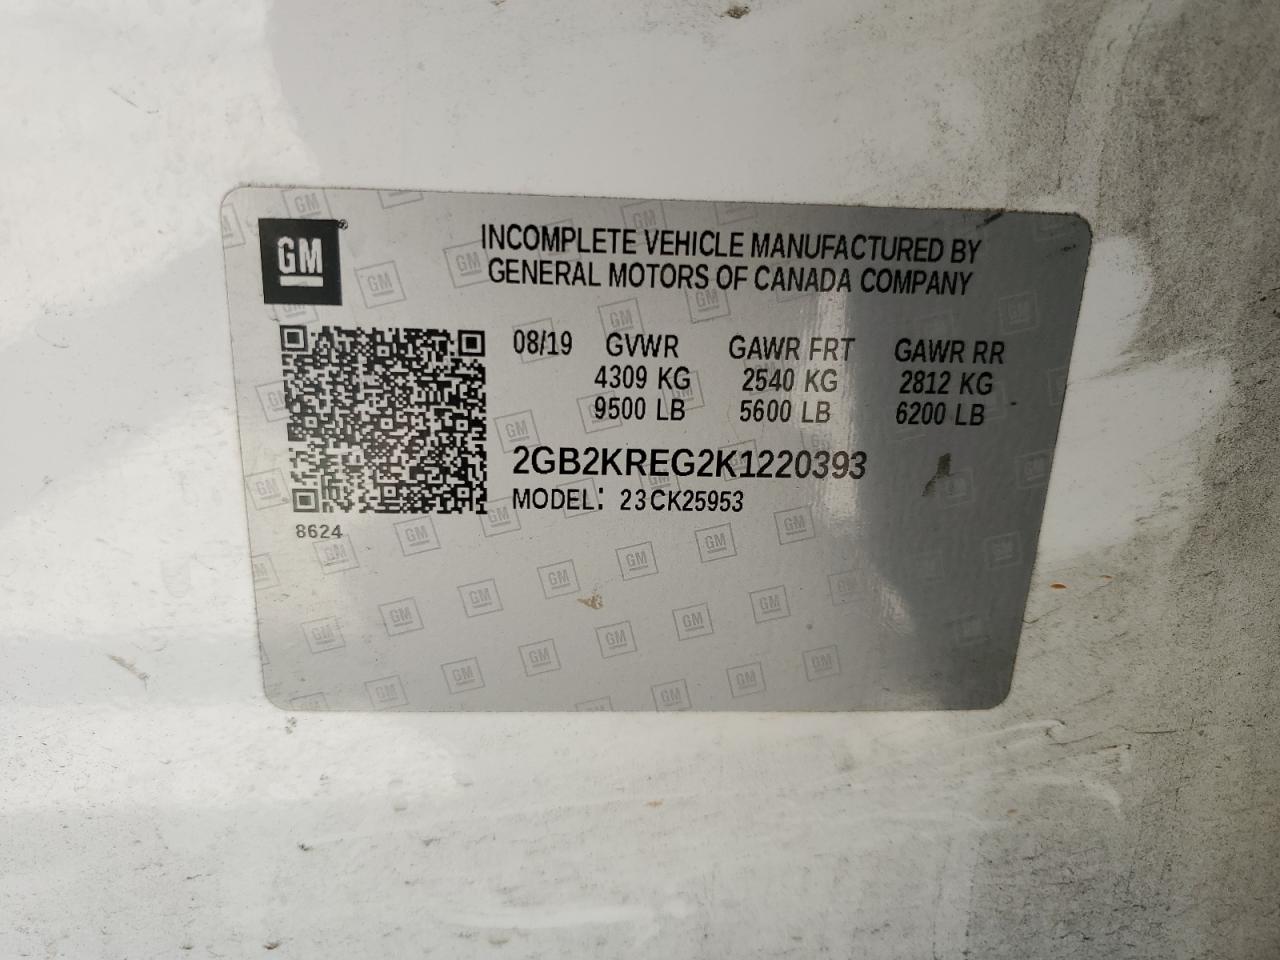 GM
INCOMPLETE VEHICLE MANUFACTURED BY
GENERAL MOTORS OF CANADA COMPANY
08/19 GVWR GAWR FRT GAWR RR
4309 KG 2540 KG 2812 KG
9500 LB 5600 LB 6200 LB
2GB2KREG2K1220393
MODEL: 23CK25953
8624